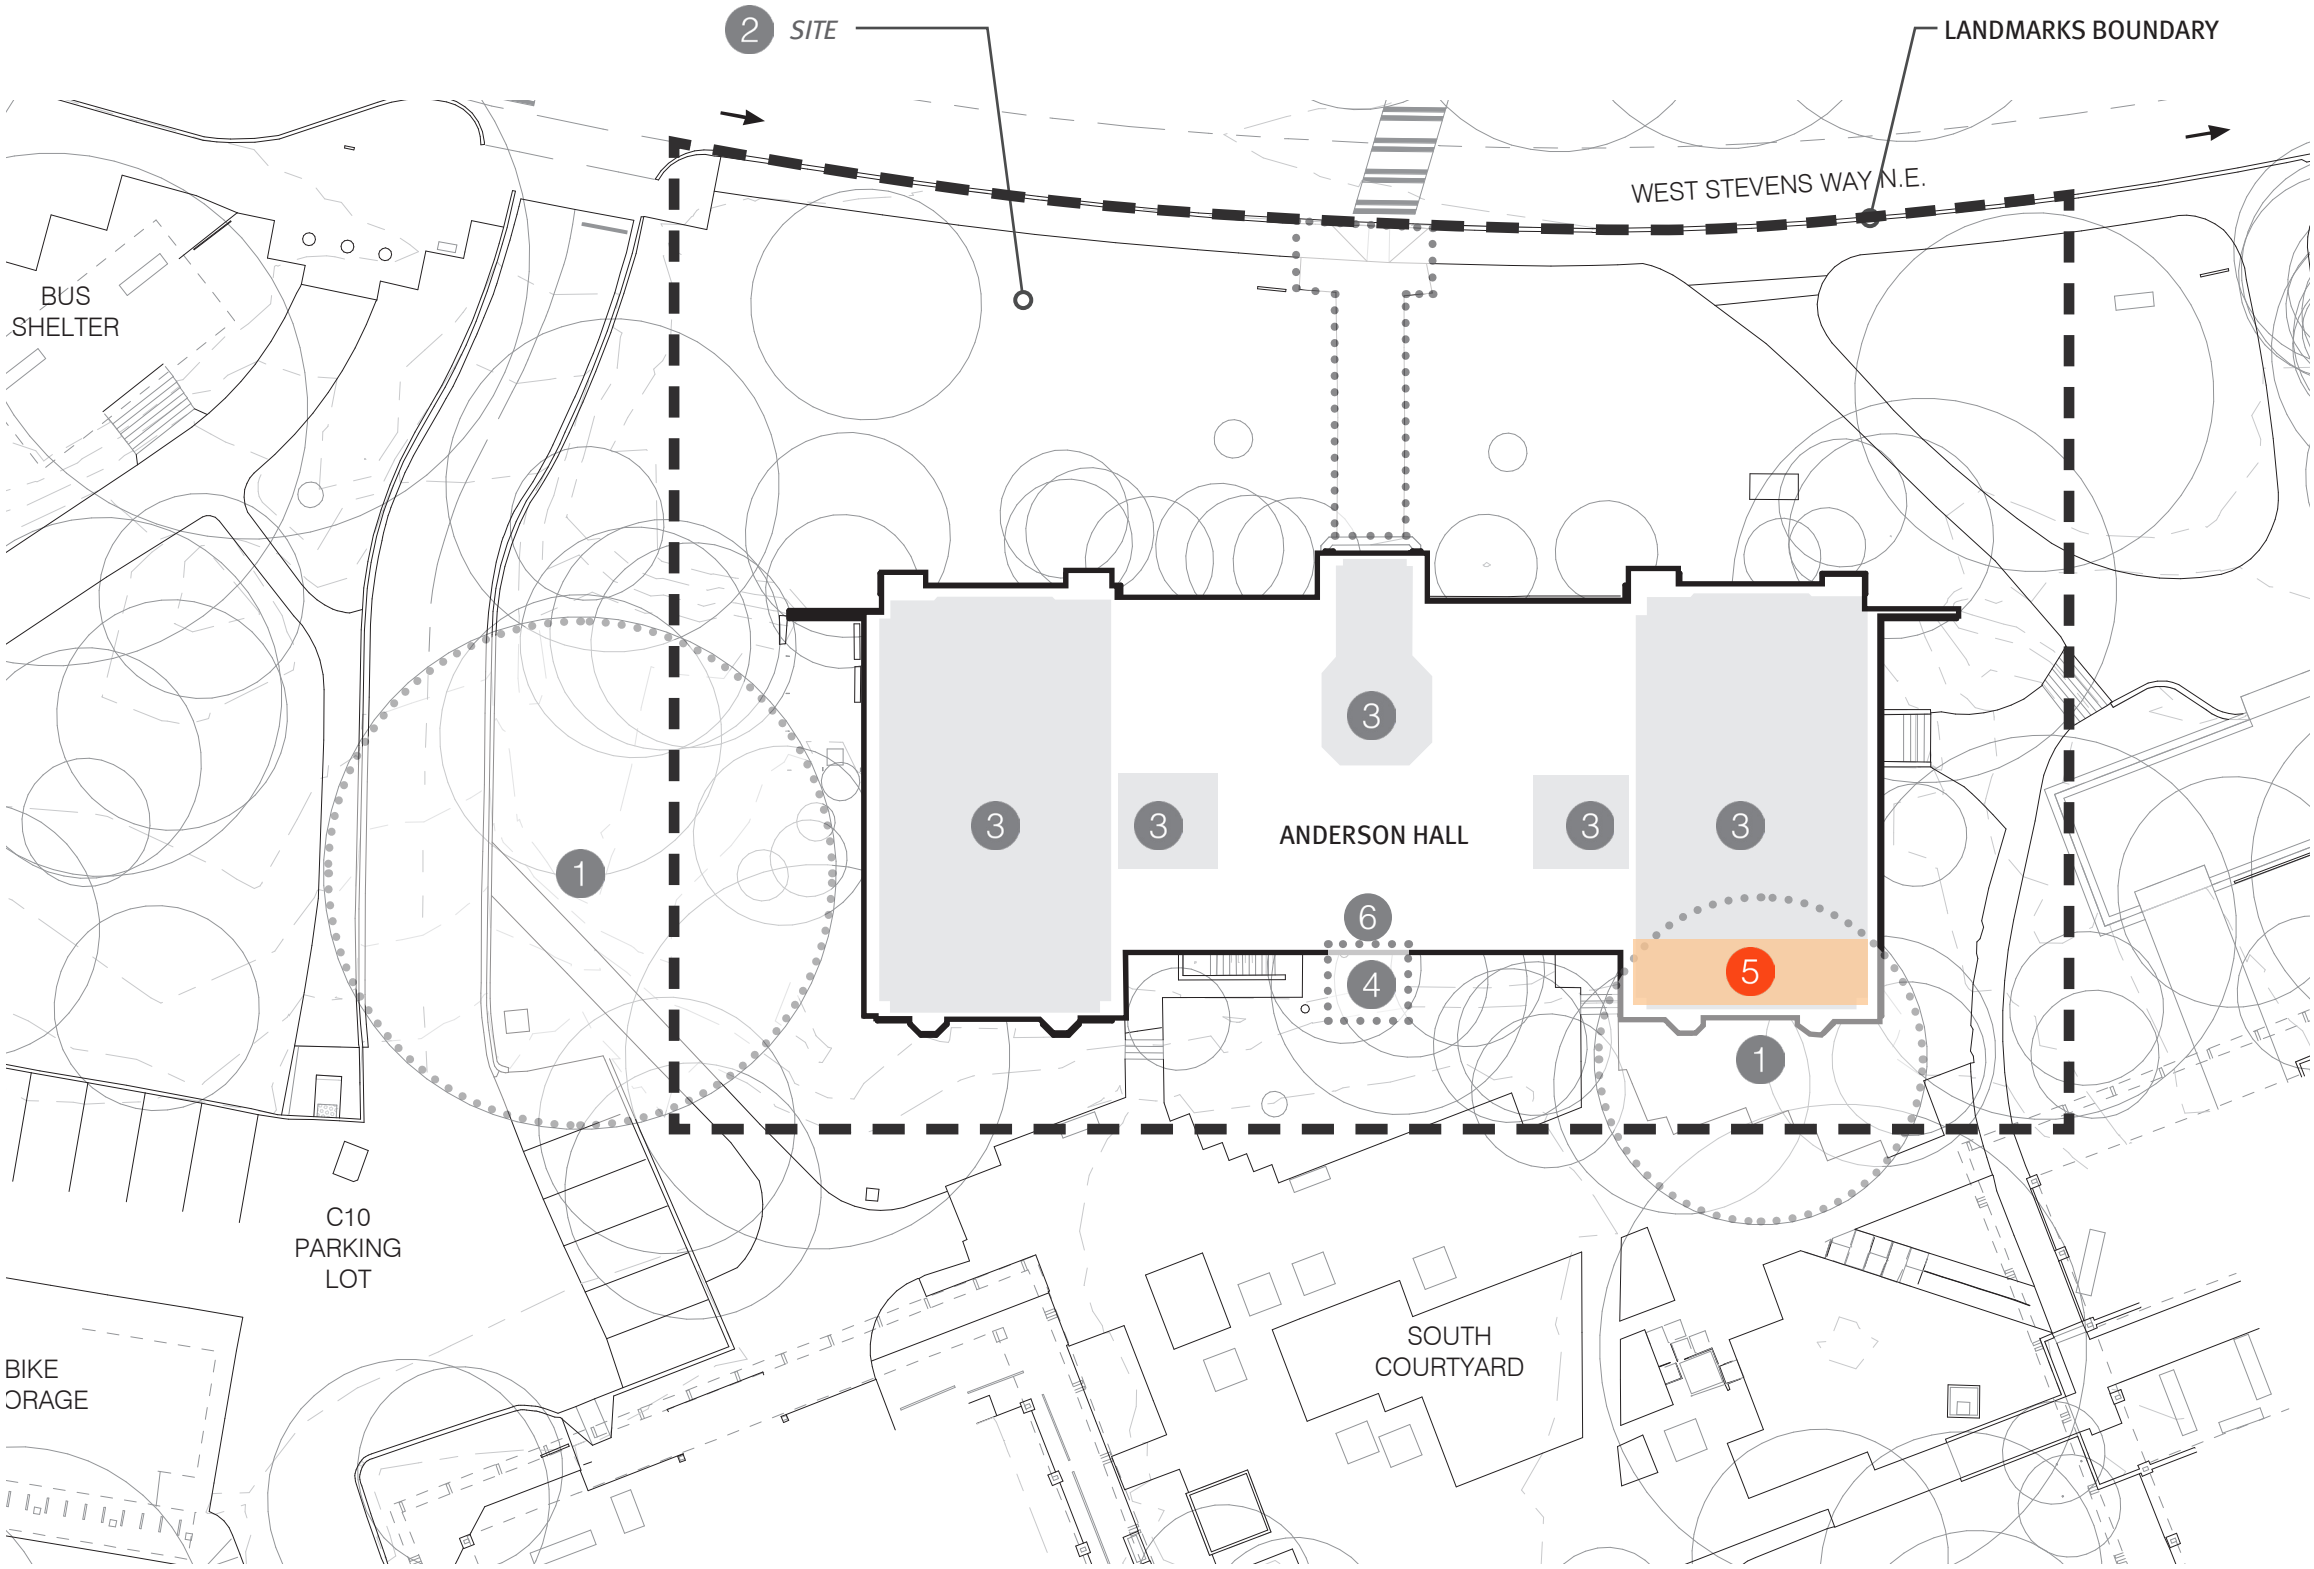 2 SITE
LANDMARKS BOUNDARY
WEST STEVENS WAY N.E.
BUS
SHELTER
3
3
3
ANDERSON HALL
3
3
1
6
5
4
1
C10
PARKING
LOT
SOUTH
COURTYARD
BIKE
ORAGE